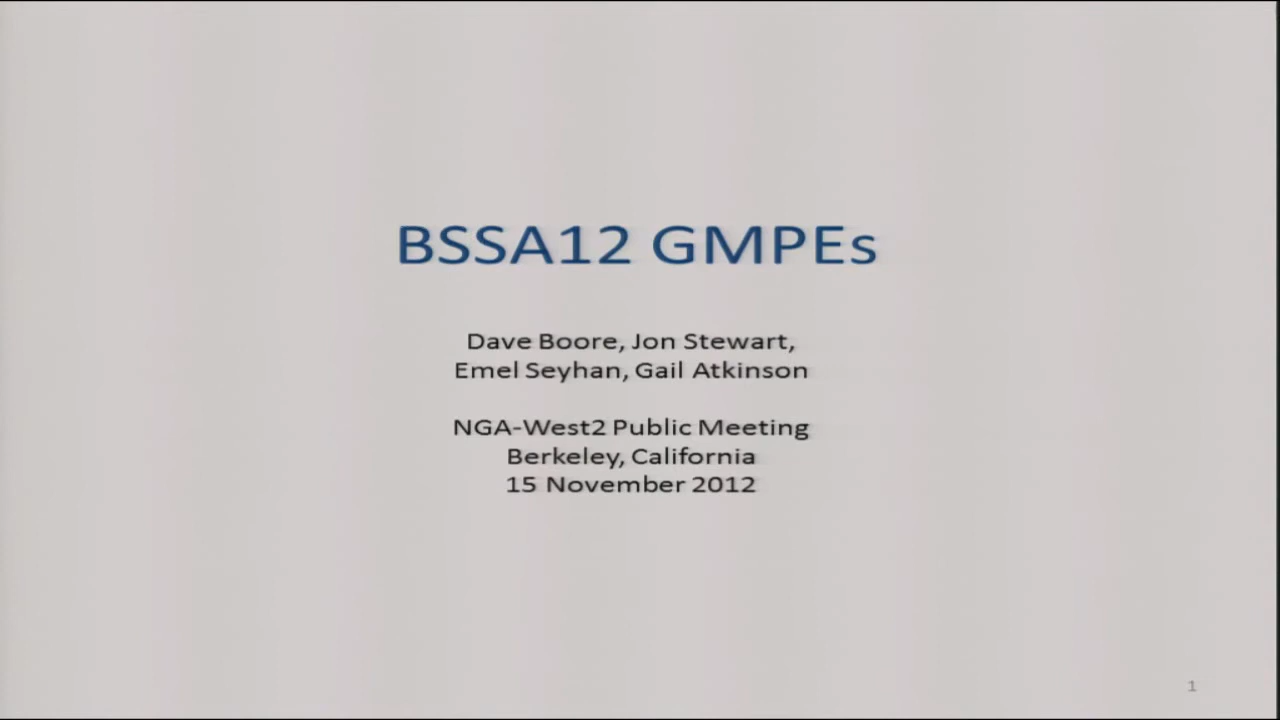 BSSA12 GMPEs
Dave Boore, Jon Stewart,
Emel Seyhan, Gail Atkinson
NGA-West2 Public Meeting
Berkeley, California
15 November 2012
1